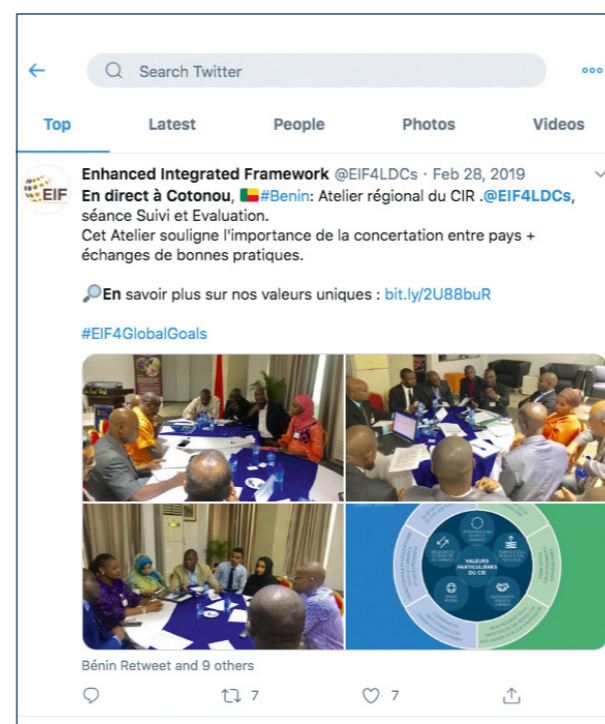 Search Twitter
Top Latest People Photos Videos
EIF
Enhanced Integrated Framework @EIF4LDCs · Feb 28, 2019
En direct à Cotonou, #Benin: Atelier régional du CIR .@EIF4LDCs,
séance Suivi et Evaluation.
Cet Atelier souligne l'importance de la concertation entre pays +
échanges de bonnes pratiques.
En savoir plus sur nos valeurs uniques : bit.ly/2U88buR
#EIF4GlobalGoals
VALEURS
PARTICULIÈRES
DU CIR
Bénin Retweet and 9 others
7 7